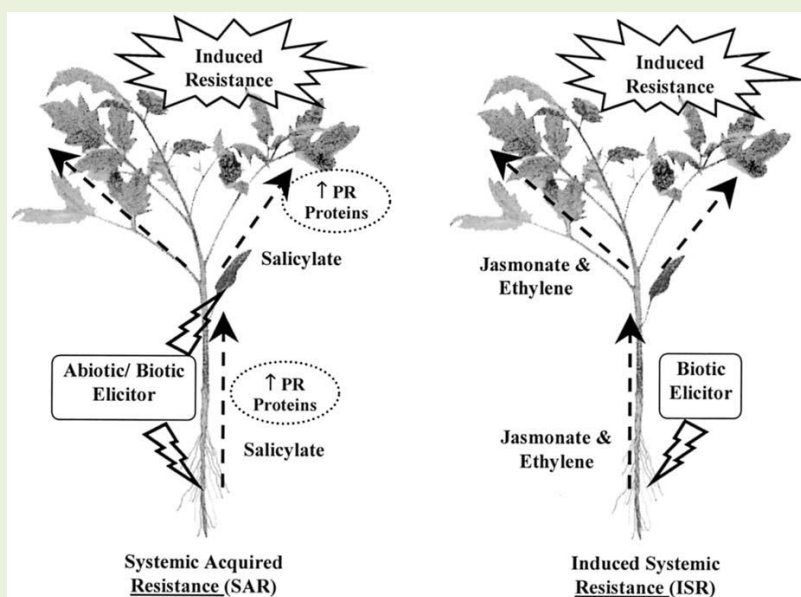 Induced
Resistance
↑ PR
Proteins
Salicylate
Abiotic/ Biotic
Elicitor
↑ PR
Proteins
Salicylate
Systemic Acquired
Resistance (SAR)
Induced
Resistance
Jasmonate &
Ethylene
Biotic
Elicitor
Jasmonate &
Ethylene
Induced Systemic
Resistance (ISR)